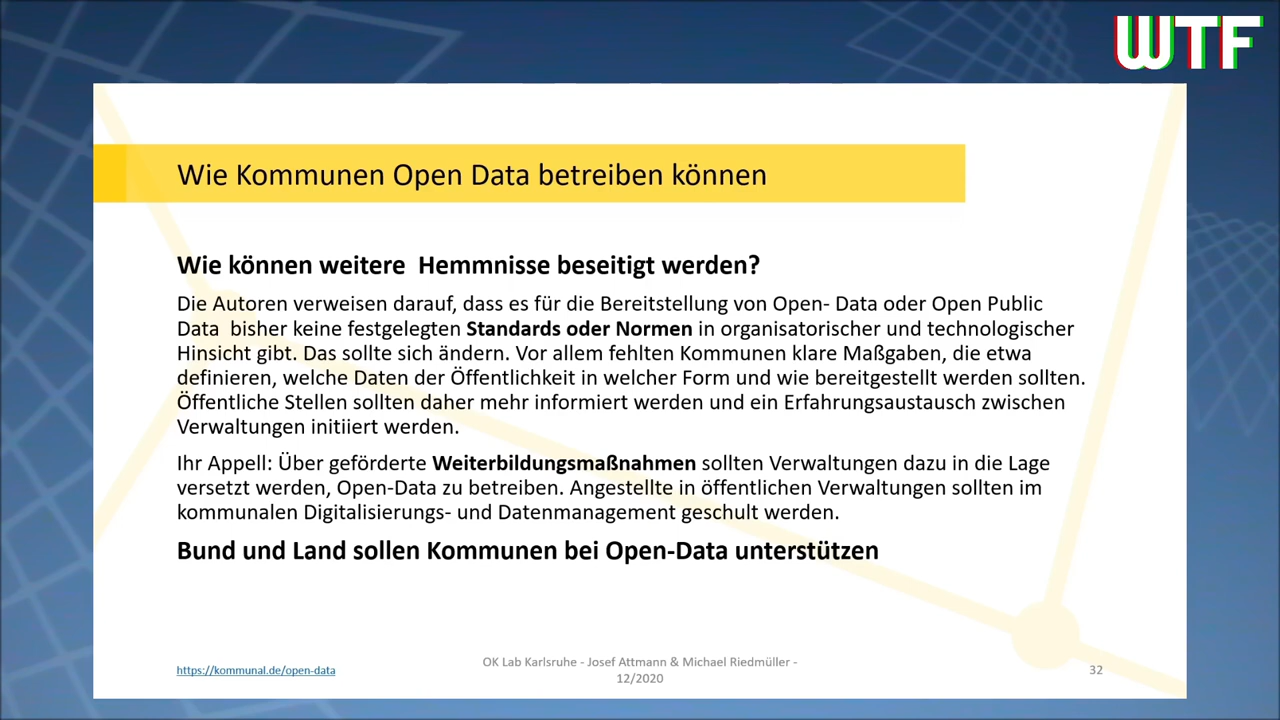 WTF
Wie Kommunen Open Data betreiben können
Wie können weitere  Hemmnisse beseitigt werden?
Die Autoren verweisen darauf, dass es für die Bereitstellung von Open- Data oder Open Public
Data  bisher keine festgelegten Standards oder Normen in organisatorischer und technologischer
Hinsicht gibt. Das sollte sich ändern. Vor allem fehlten Kommunen klare Maßgaben, die etwa
definieren, welche Daten der Öffentlichkeit in welcher Form und wie bereitgestellt werden sollten.
Öffentliche Stellen sollten daher mehr informiert werden und ein Erfahrungsaustausch zwischen
Verwaltungen initiiert werden.
Ihr Appell: Über geförderte Weiterbildungsmaßnahmen sollten Verwaltungen dazu in die Lage
versetzt werden, Open-Data zu betreiben. Angestellte in öffentlichen Verwaltungen sollten im
kommunalen Digitalisierungs- und Datenmanagement geschult werden.
Bund und Land sollen Kommunen bei Open-Data unterstützen
https://kommunal.de/open-data
OK Lab Karlsruhe - Josef Attmann & Michael Riedmüller -
12/2020
32